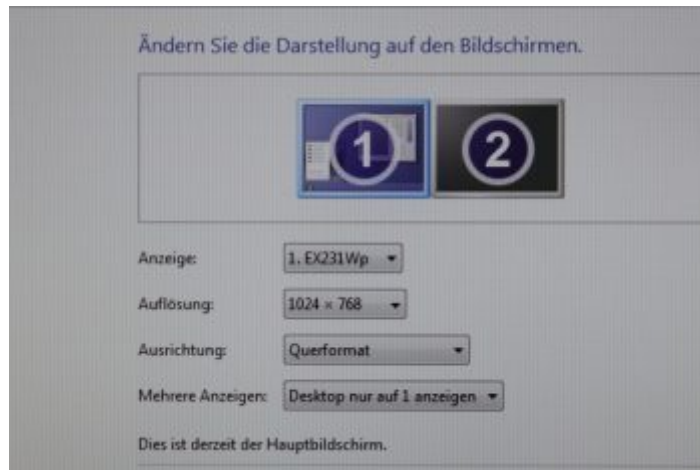 Ändern Sie die Darstellung auf den Bildschirmen.
1 2
Anzeige: 1. EX231Wp
Auflösung: 1024 × 768
Ausrichtung: Querformat
Mehrere Anzeigen: Desktop nur auf 1 anzeigen
Dies ist derzeit der Hauptbildschirm.